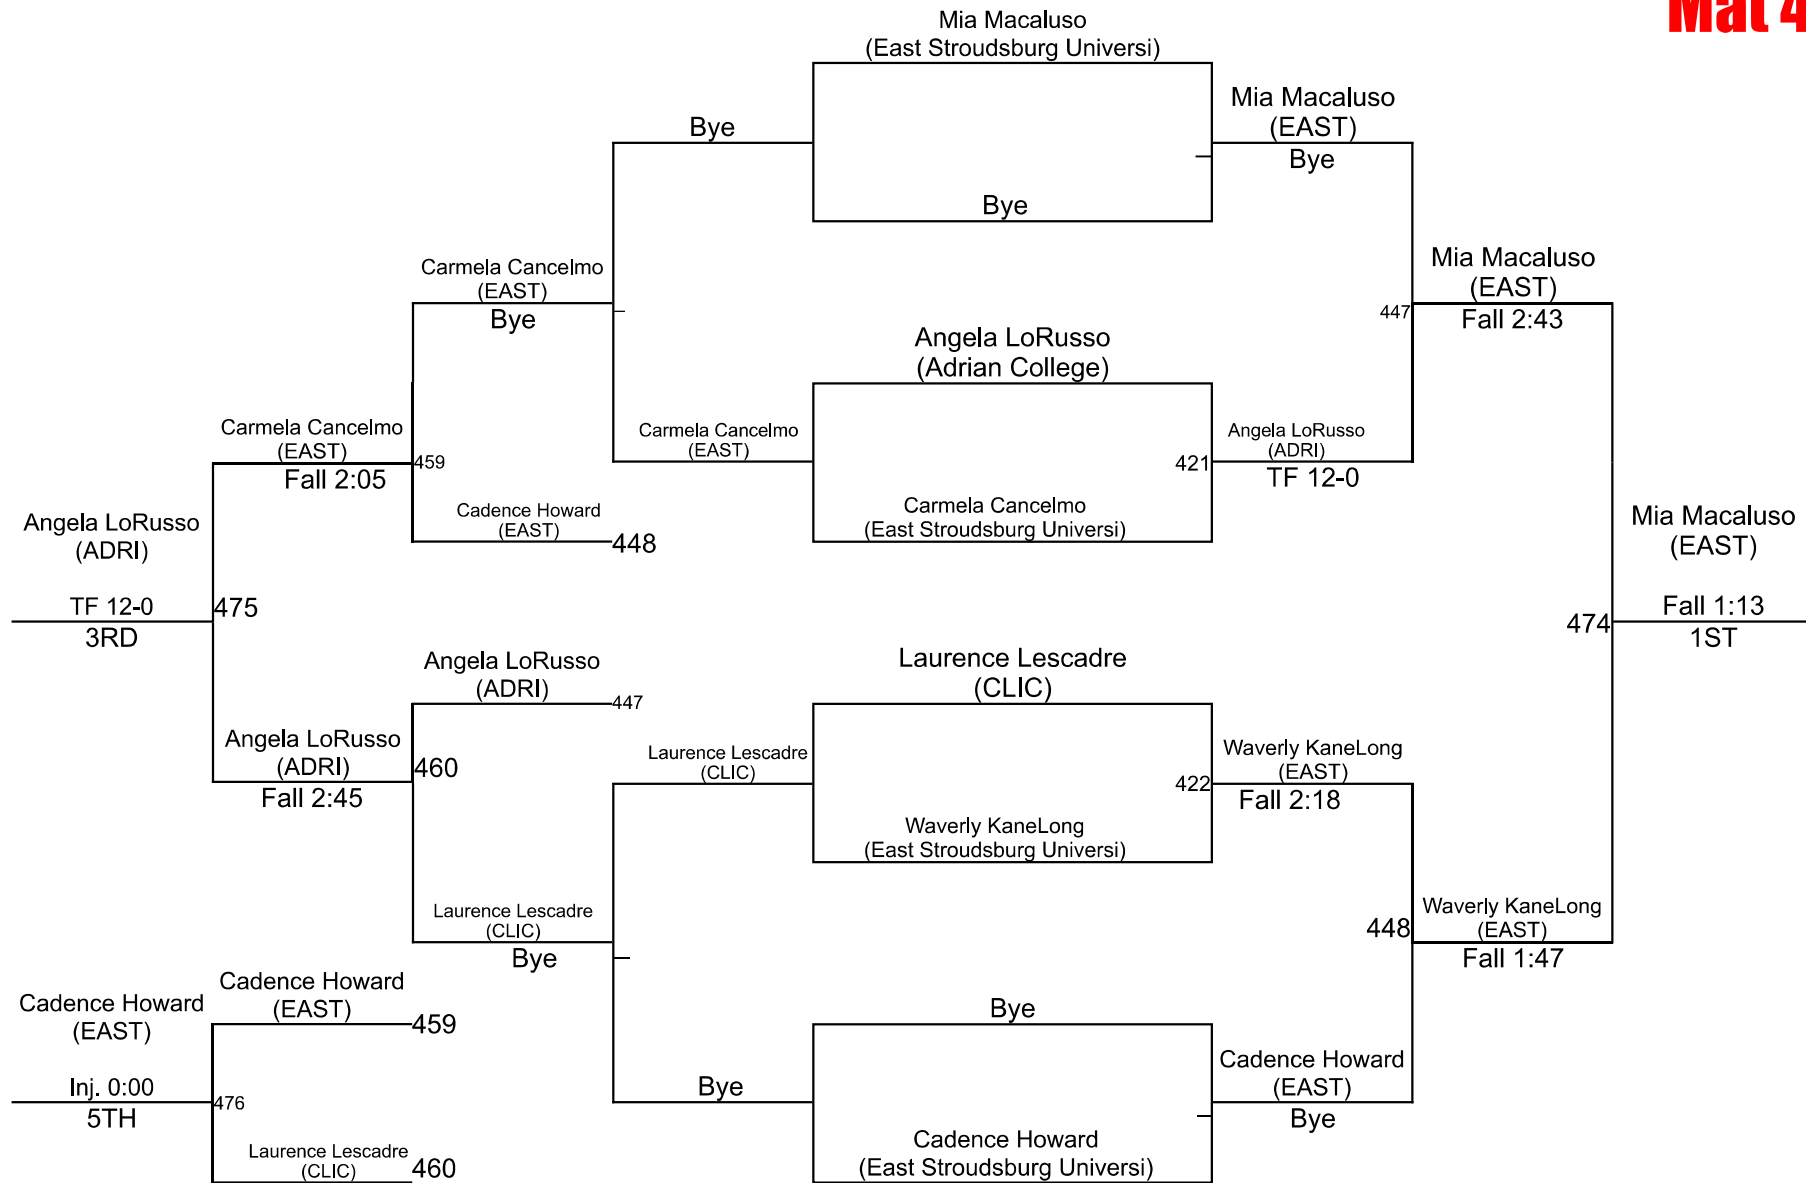 Mat 4
Mia Macaluso
(East Stroudsburg Universi)
Mia Macaluso
(EAST)
Bye
Bye
Bye
Carmela Cancelmo
(EAST)
Bye
Mia Macaluso
(EAST)
447
Fall 2:43
Angela LoRusso
(Adrian College)
Carmela Cancelmo
(EAST)
459
Fall 2:05
Carmela Cancelmo
(EAST)
421
Angela LoRusso
(ADRI)
TF 12-0
Cadence Howard
(EAST)
448
Carmela Cancelmo
(East Stroudsburg Universi)
Angela LoRusso
(ADRI)
TF 12-0
3RD
475
Mia Macaluso
(EAST)
474
Fall 1:13
1ST
Angela LoRusso
(ADRI)
447
Laurence Lescadre
(CLIC)
Angela LoRusso
(ADRI)
460
Fall 2:45
Laurence Lescadre
(CLIC)
422
Waverly KaneLong
(EAST)
Fall 2:18
Waverly KaneLong
(East Stroudsburg Universi)
Laurence Lescadre
(CLIC)
Bye
448
Waverly KaneLong
(EAST)
Fall 1:47
Cadence Howard
(EAST)
Inj. 0:00
5TH
Cadence Howard
(EAST)
459
476
Bye
Bye
Cadence Howard
(EAST)
Bye
Laurence Lescadre
(CLIC)
460
Cadence Howard
(East Stroudsburg Universi)